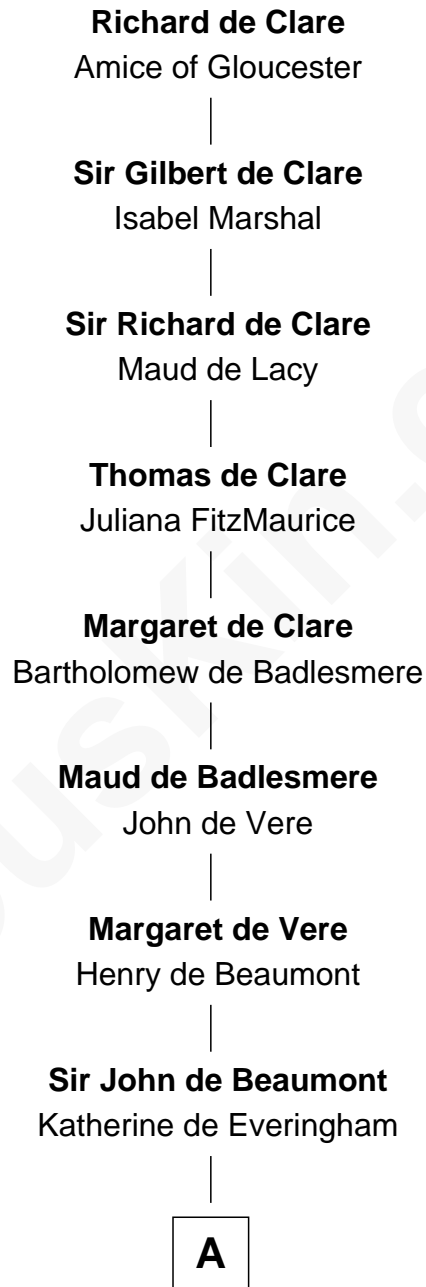 Richard de Clare
Amice of Gloucester
Sir Gilbert de Clare
Isabel Marshal
Sir Richard de Clare
Maud de Lacy
Thomas de Clare
Juliana FitzMaurice
Margaret de Clare
Bartholomew de Badlesmere
Maud de Badlesmere
John de Vere
Margaret de Vere
Henry de Beaumont
Sir John de Beaumont
Katherine de Everingham
A